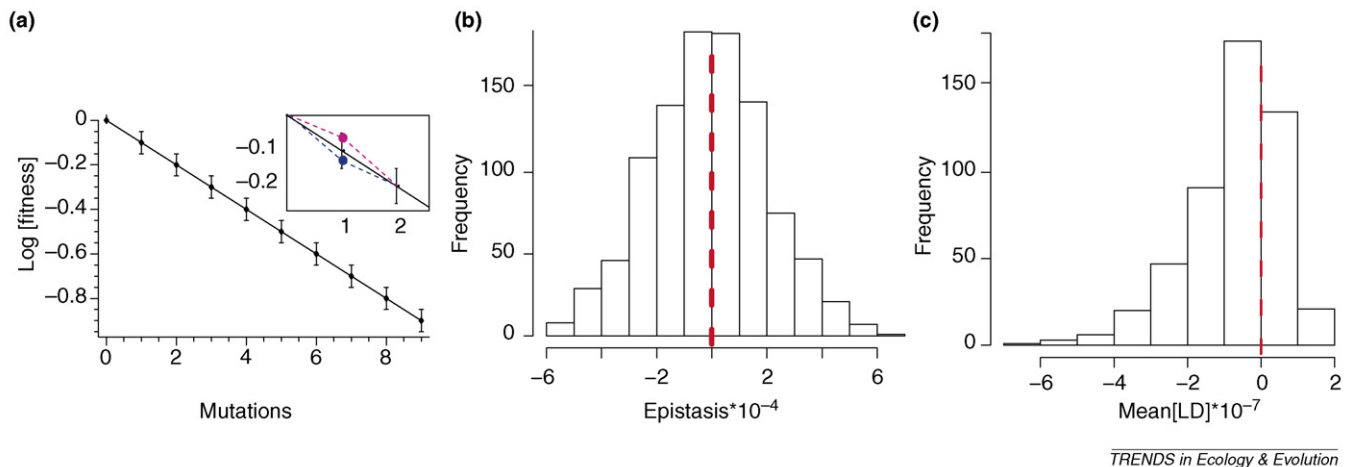 (a)
Log [fitness]
0
−0.2
−0.4
−0.6
−0.8
0 2 4 6 8
Mutations
−0.1
−0.2
1 2
(b)
Frequency
150
100
50
0
−6 −2 2 6
Epistasis*10⁻⁴
(c)
Frequency
150
100
50
0
−6 −4 −2 0 2
Mean[LD]*10⁻⁷
TRENDS in Ecology & Evolution